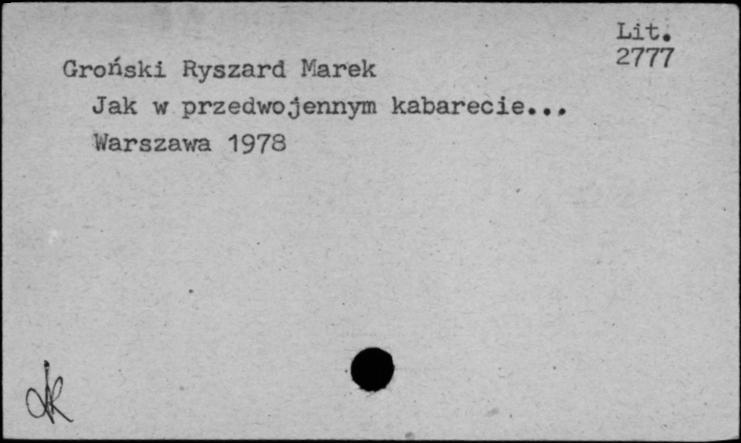 Lit.
2777
Groński Ryszard Marek
Jak w przedwojennym kabarecie...
Warszawa 1978